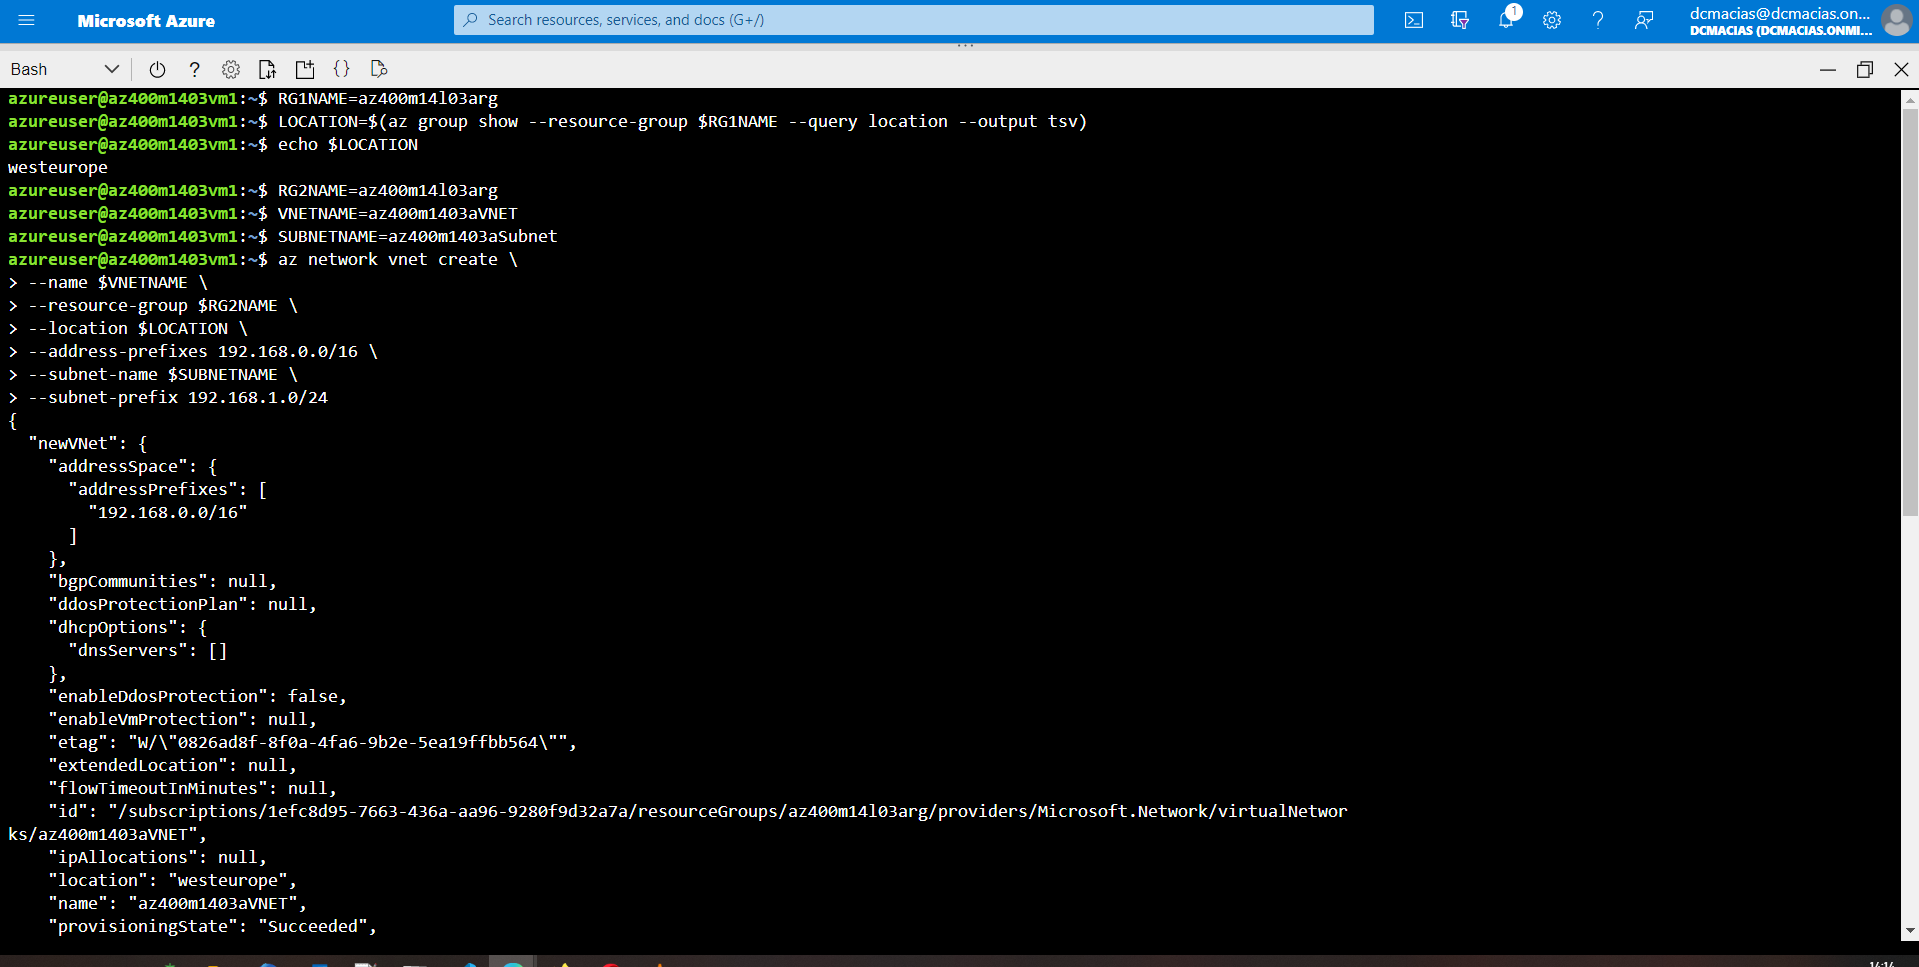 Microsoft Azure
Search resources, services, and docs (G+/)
1
dcmacias@dcmacias.on...
DCMACIAS (DCMACIAS.ONMI...
Bash
azureuser@az400m1403vm1:~$ RG1NAME=az400m14l03arg
azureuser@az400m1403vm1:~$ LOCATION=$(az group show --resource-group $RG1NAME --query location --output tsv)
azureuser@az400m1403vm1:~$ echo $LOCATION
westeurope
azureuser@az400m1403vm1:~$ RG2NAME=az400m14l03arg
azureuser@az400m1403vm1:~$ VNETNAME=az400m1403aVNET
azureuser@az400m1403vm1:~$ SUBNETNAME=az400m1403aSubnet
azureuser@az400m1403vm1:~$ az network vnet create \
> --name $VNETNAME \
> --resource-group $RG2NAME \
> --location $LOCATION \
> --address-prefixes 192.168.0.0/16 \
> --subnet-name $SUBNETNAME \
> --subnet-prefix 192.168.1.0/24
{
"newVNet": {
"addressSpace": {
"addressPrefixes": [
"192.168.0.0/16"
]
},
"bgpCommunities": null,
"ddosProtectionPlan": null,
"dhcpOptions": {
"dnsServers": []
},
"enableDdosProtection": false,
"enableVmProtection": null,
"etag": "W/\"0826ad8f-8f0a-4fa6-9b2e-5ea19ffbb564\"",
"extendedLocation": null,
"flowTimeoutInMinutes": null,
"id": "/subscriptions/1efc8d95-7663-436a-aa96-9280f9d32a7a/resourceGroups/az400m14l03arg/providers/Microsoft.Network/virtualNetwor
ks/az400m1403aVNET",
"ipAllocations": null,
"location": "westeurope",
"name": "az400m1403aVNET",
"provisioningState": "Succeeded",